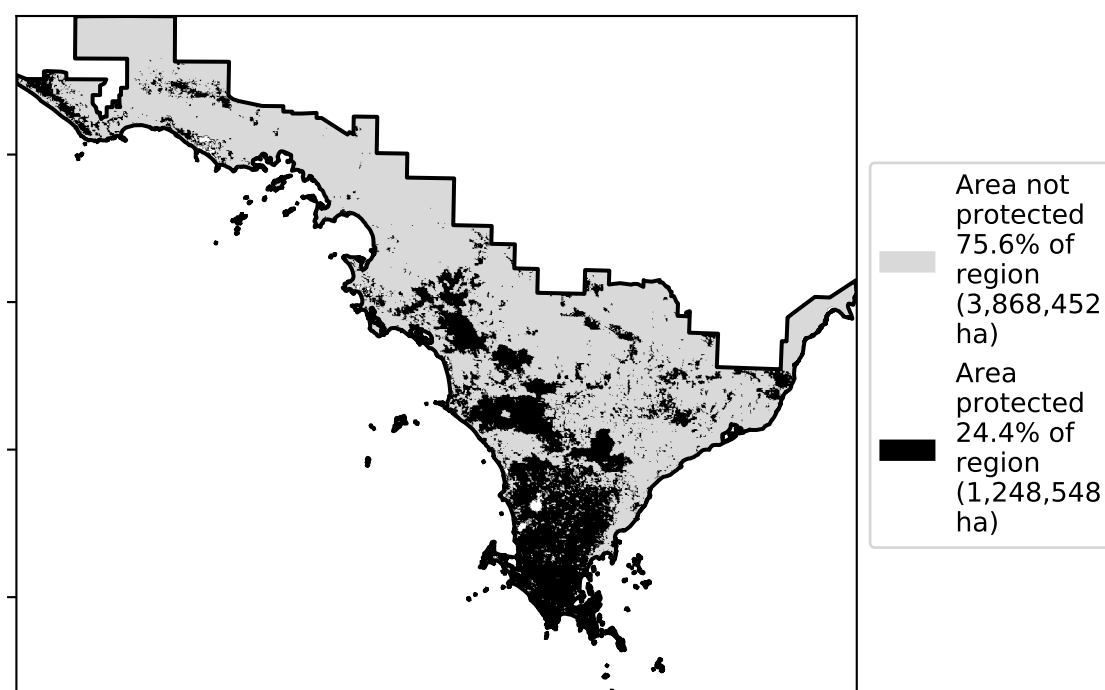 Area not
protected
75.6% of
region
(3,868,452
ha)
Area
protected
24.4% of
region
(1,248,548
ha)